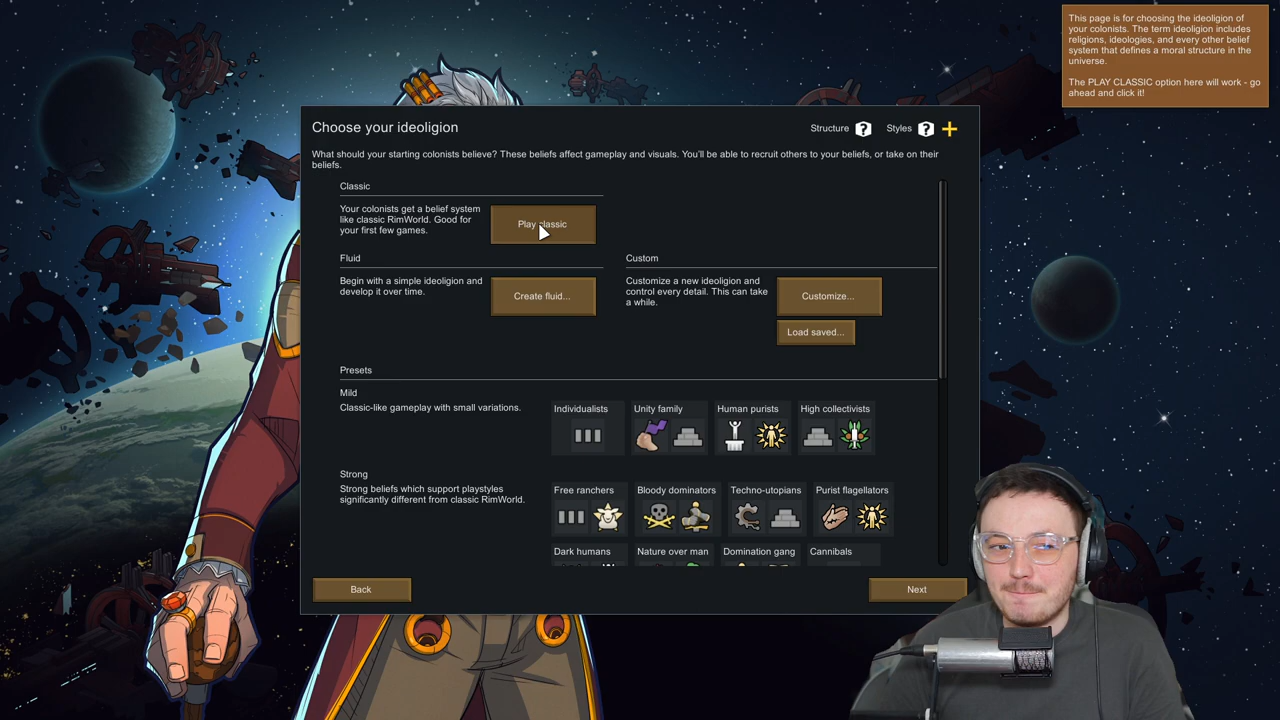 This page is for choosing the ideoligion of
your colonists. The term ideoligion includes
religions, ideologies, and every other belief
system that defines a moral structure in the
universe.
The PLAY CLASSIC option here will work - go
ahead and click it!
Choose your ideoligion
Structure ?
Styles ?
What should your starting colonists believe? These beliefs affect gameplay and visuals. You'll be able to recruit others to your beliefs, or take on their
beliefs.
Classic
Your colonists get a belief system
like classic RimWorld. Good for
your first few games.
Play classic
Fluid
Begin with a simple ideoligion and
develop it over time.
Create fluid...
Custom
Customize a new ideoligion and
control every detail. This can take
a while.
Customize...
Load saved...
Presets
Mild
Classic-like gameplay with small variations.
Individualists
Unity family
Human purists
High collectivists
Strong
Strong beliefs which support playstyles
significantly different from classic RimWorld.
Free ranchers
Bloody dominators
Techno-utopians
Purist flagellators
Dark humans
Nature over man
Domination gang
Cannibals
Back
Next